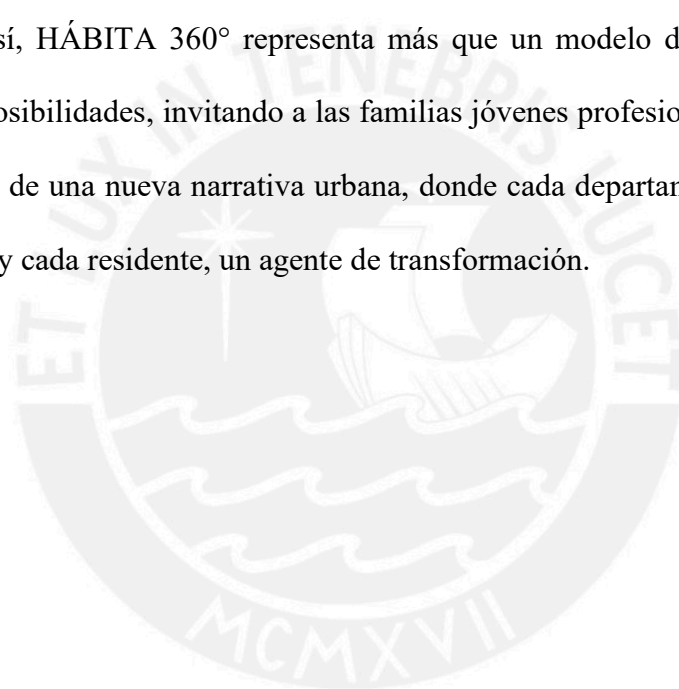 sí, HÁBITA 360° representa más que un modelo d
osibilidades, invitando a las familias jóvenes profesio
de una nueva narrativa urbana, donde cada departar
y cada residente, un agente de transformación.
ET LUX IN TENEBRIS LUCET
MCMXVII